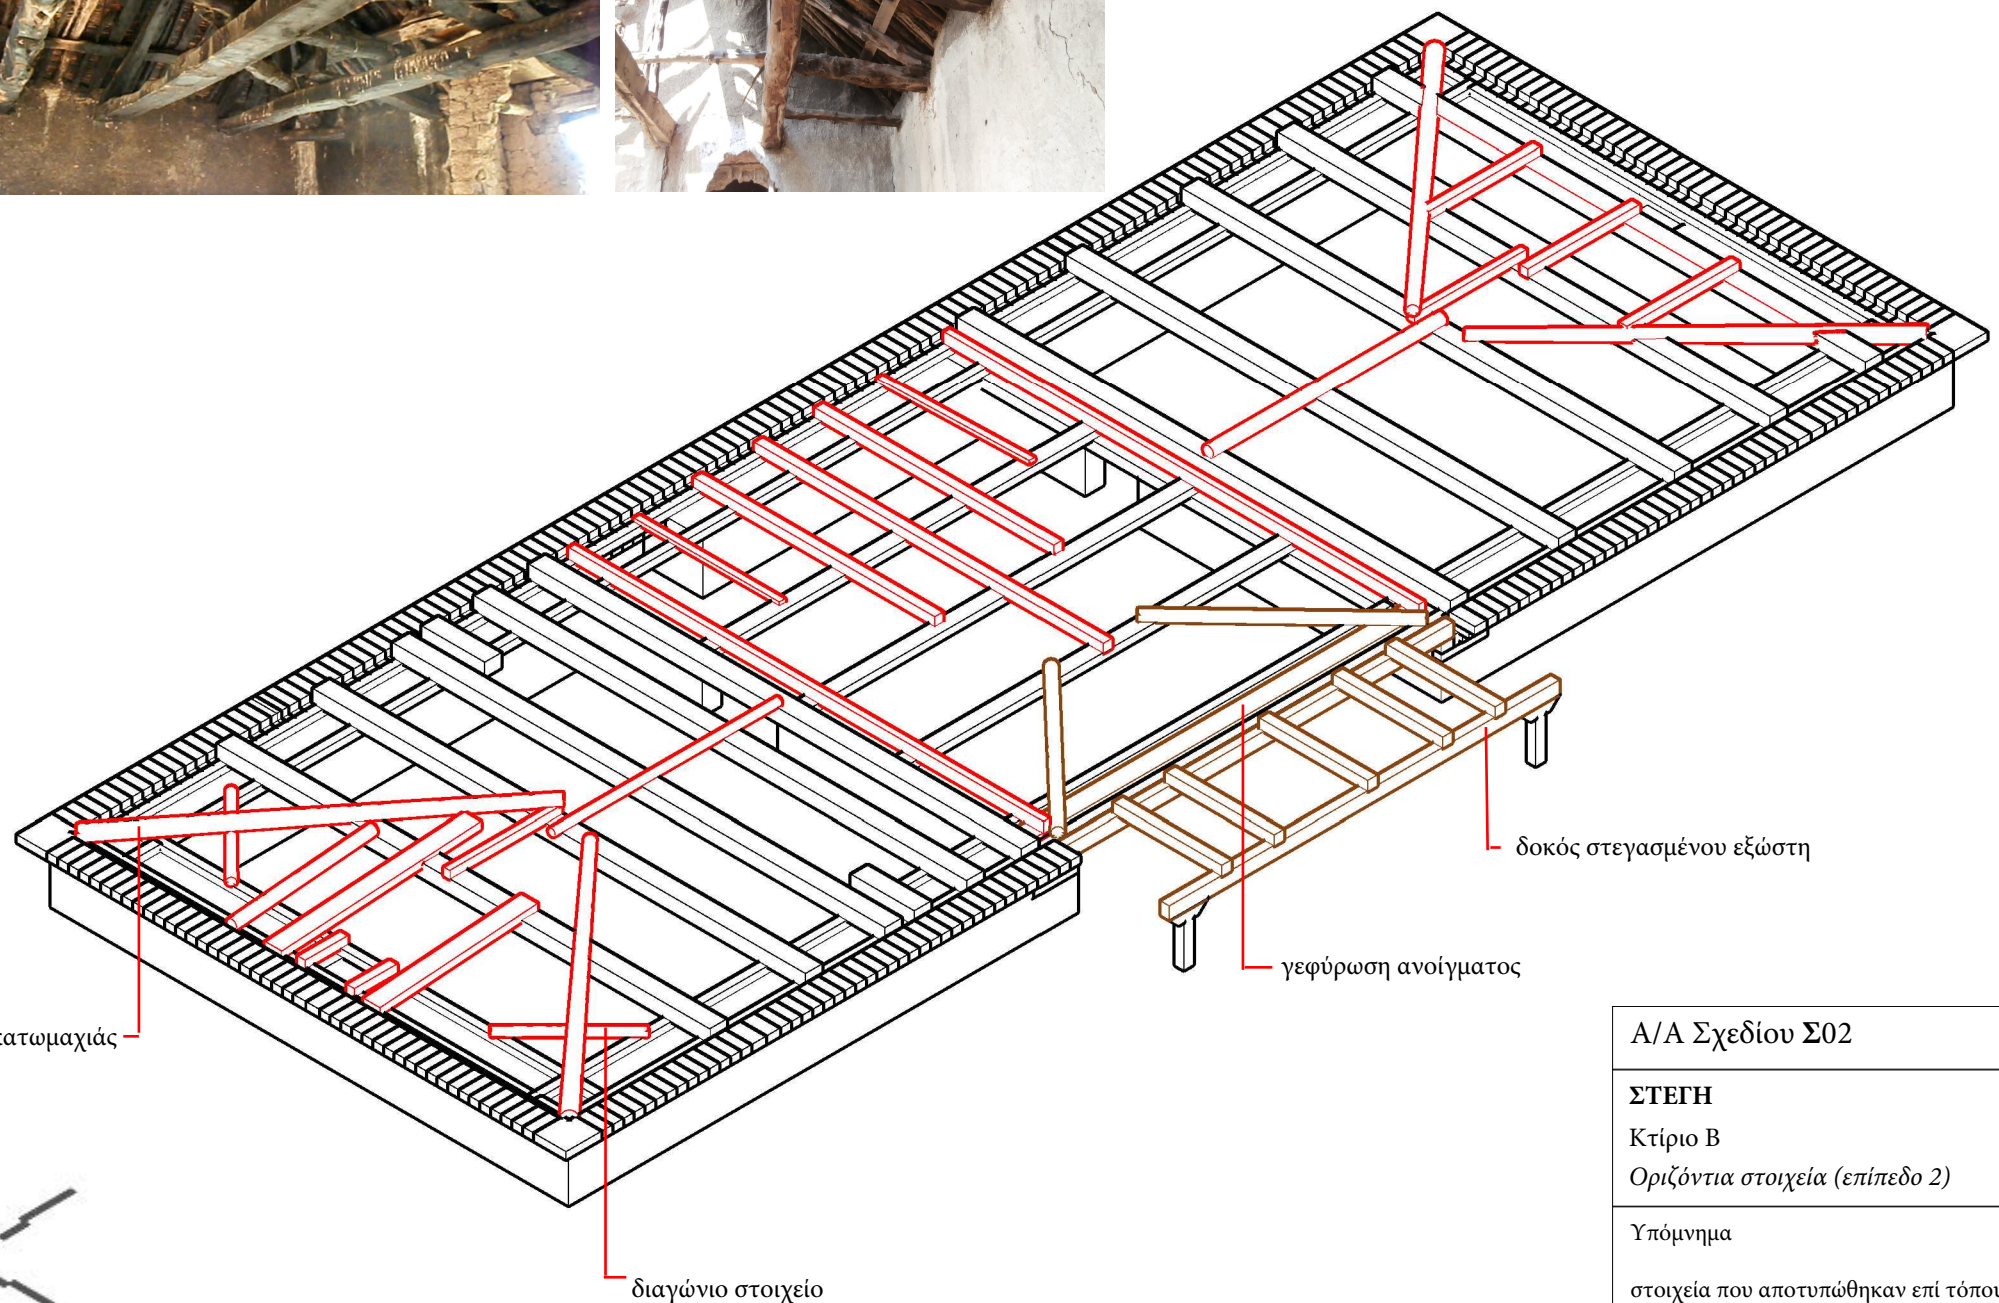 δοκός στεγασμένου εξώστη
γεφύρωση ανοίγματος
διαγώνιο στοιχείο
Α/Α Σχεδίου Σ02
ΣΤΕΓΗ
Κτίριο Β
Οριζόντια στοιχεία (επίπεδο 2)
Υπόμνημα
στοιχεία που αποτυπώθηκαν επί τόπου